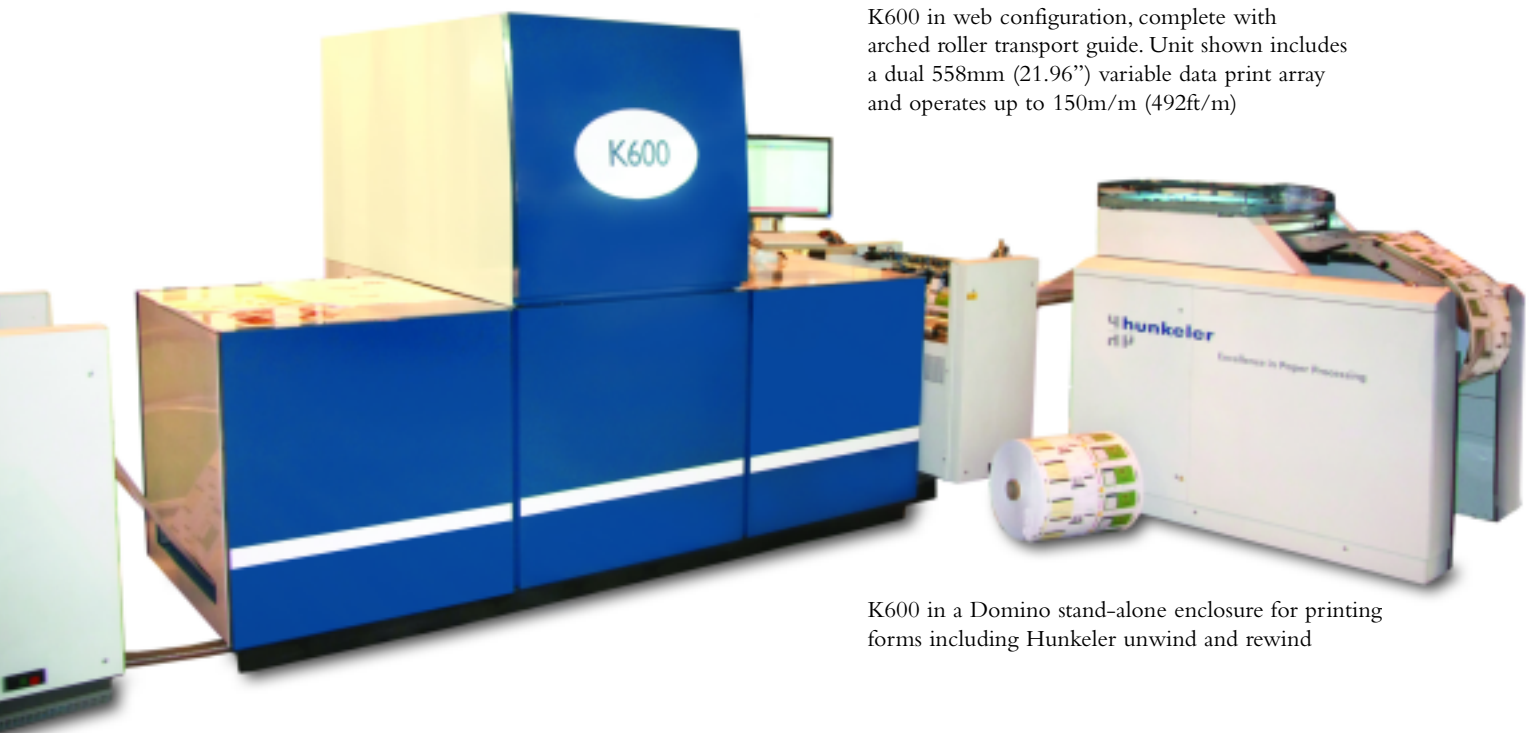 K600 in web configuration, complete with
arched roller transport guide. Unit shown includes
a dual 558mm (21.96”) variable data print array
and operates up to 150m/m (492ft/m)
K600
hunkeler
Excellence in Paper Processing
K600 in a Domino stand-alone enclosure for printing
forms including Hunkeler unwind and rewind